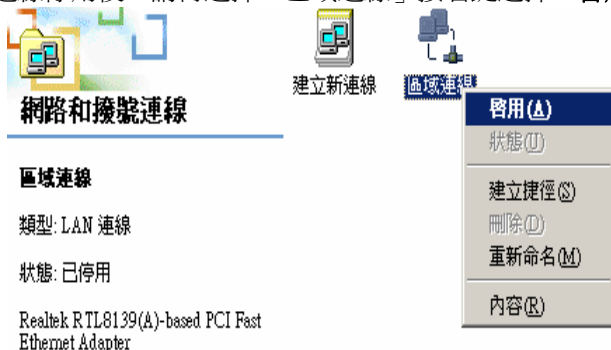 建立新連線
區域連線
網路和撥號連線
區域連線
類型: LAN 連線
狀態: 已停用
Realtek RTL8139(A)-based PCI Fast
Ethernet Adapter
啓用(A)
狀態(U)
建立捷徑(S)
刪除(D)
重新命名(M)
內容(R)